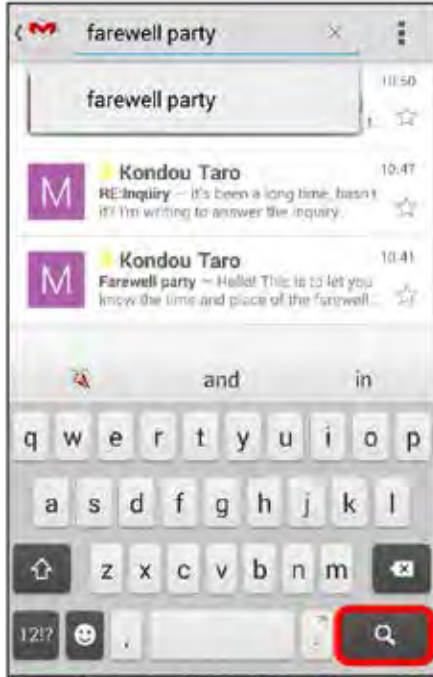 farewell party
10:50
farewell party
Kondou Taro
10:47
M
RE:Inquiry – It's been a long time, hasn't
it? I'm writing to answer the inquiry.
Kondou Taro
10:41
M
Farewell party – Hello! This is to let you
know the time and place of the farewell...
and in
q w e r t y u i o p
a s d f g h j k l
z x c v b n m
12!? , .